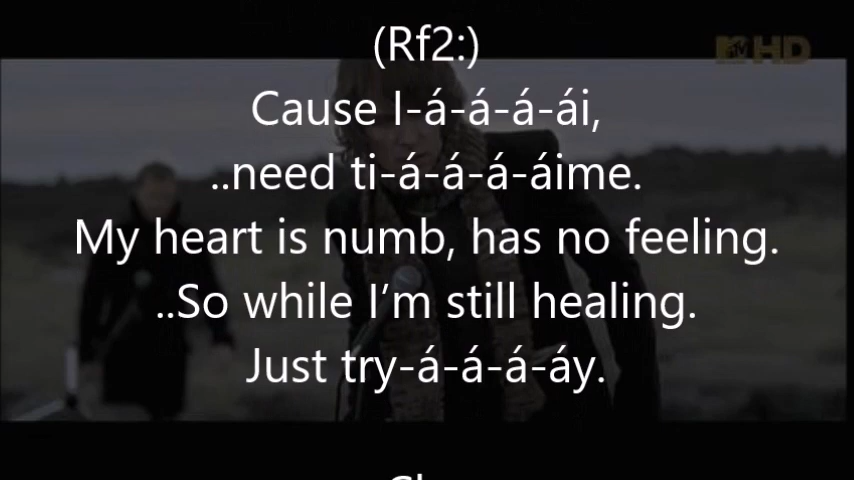 (Rf2:)
MTV HD
Cause I-á-á-á-ái,
..need ti-á-á-á-áime.
My heart is numb, has no feeling.
..So while I’m still healing.
Just try-á-á-á-áy.